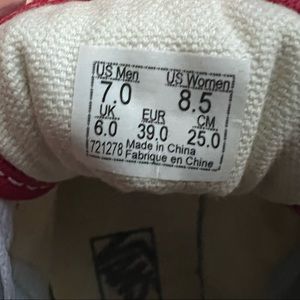 US Men US Women
7.0 8.5
UK EUR CM
6.0 39.0 25.0
721278 Made in China
Fabrique en Chine